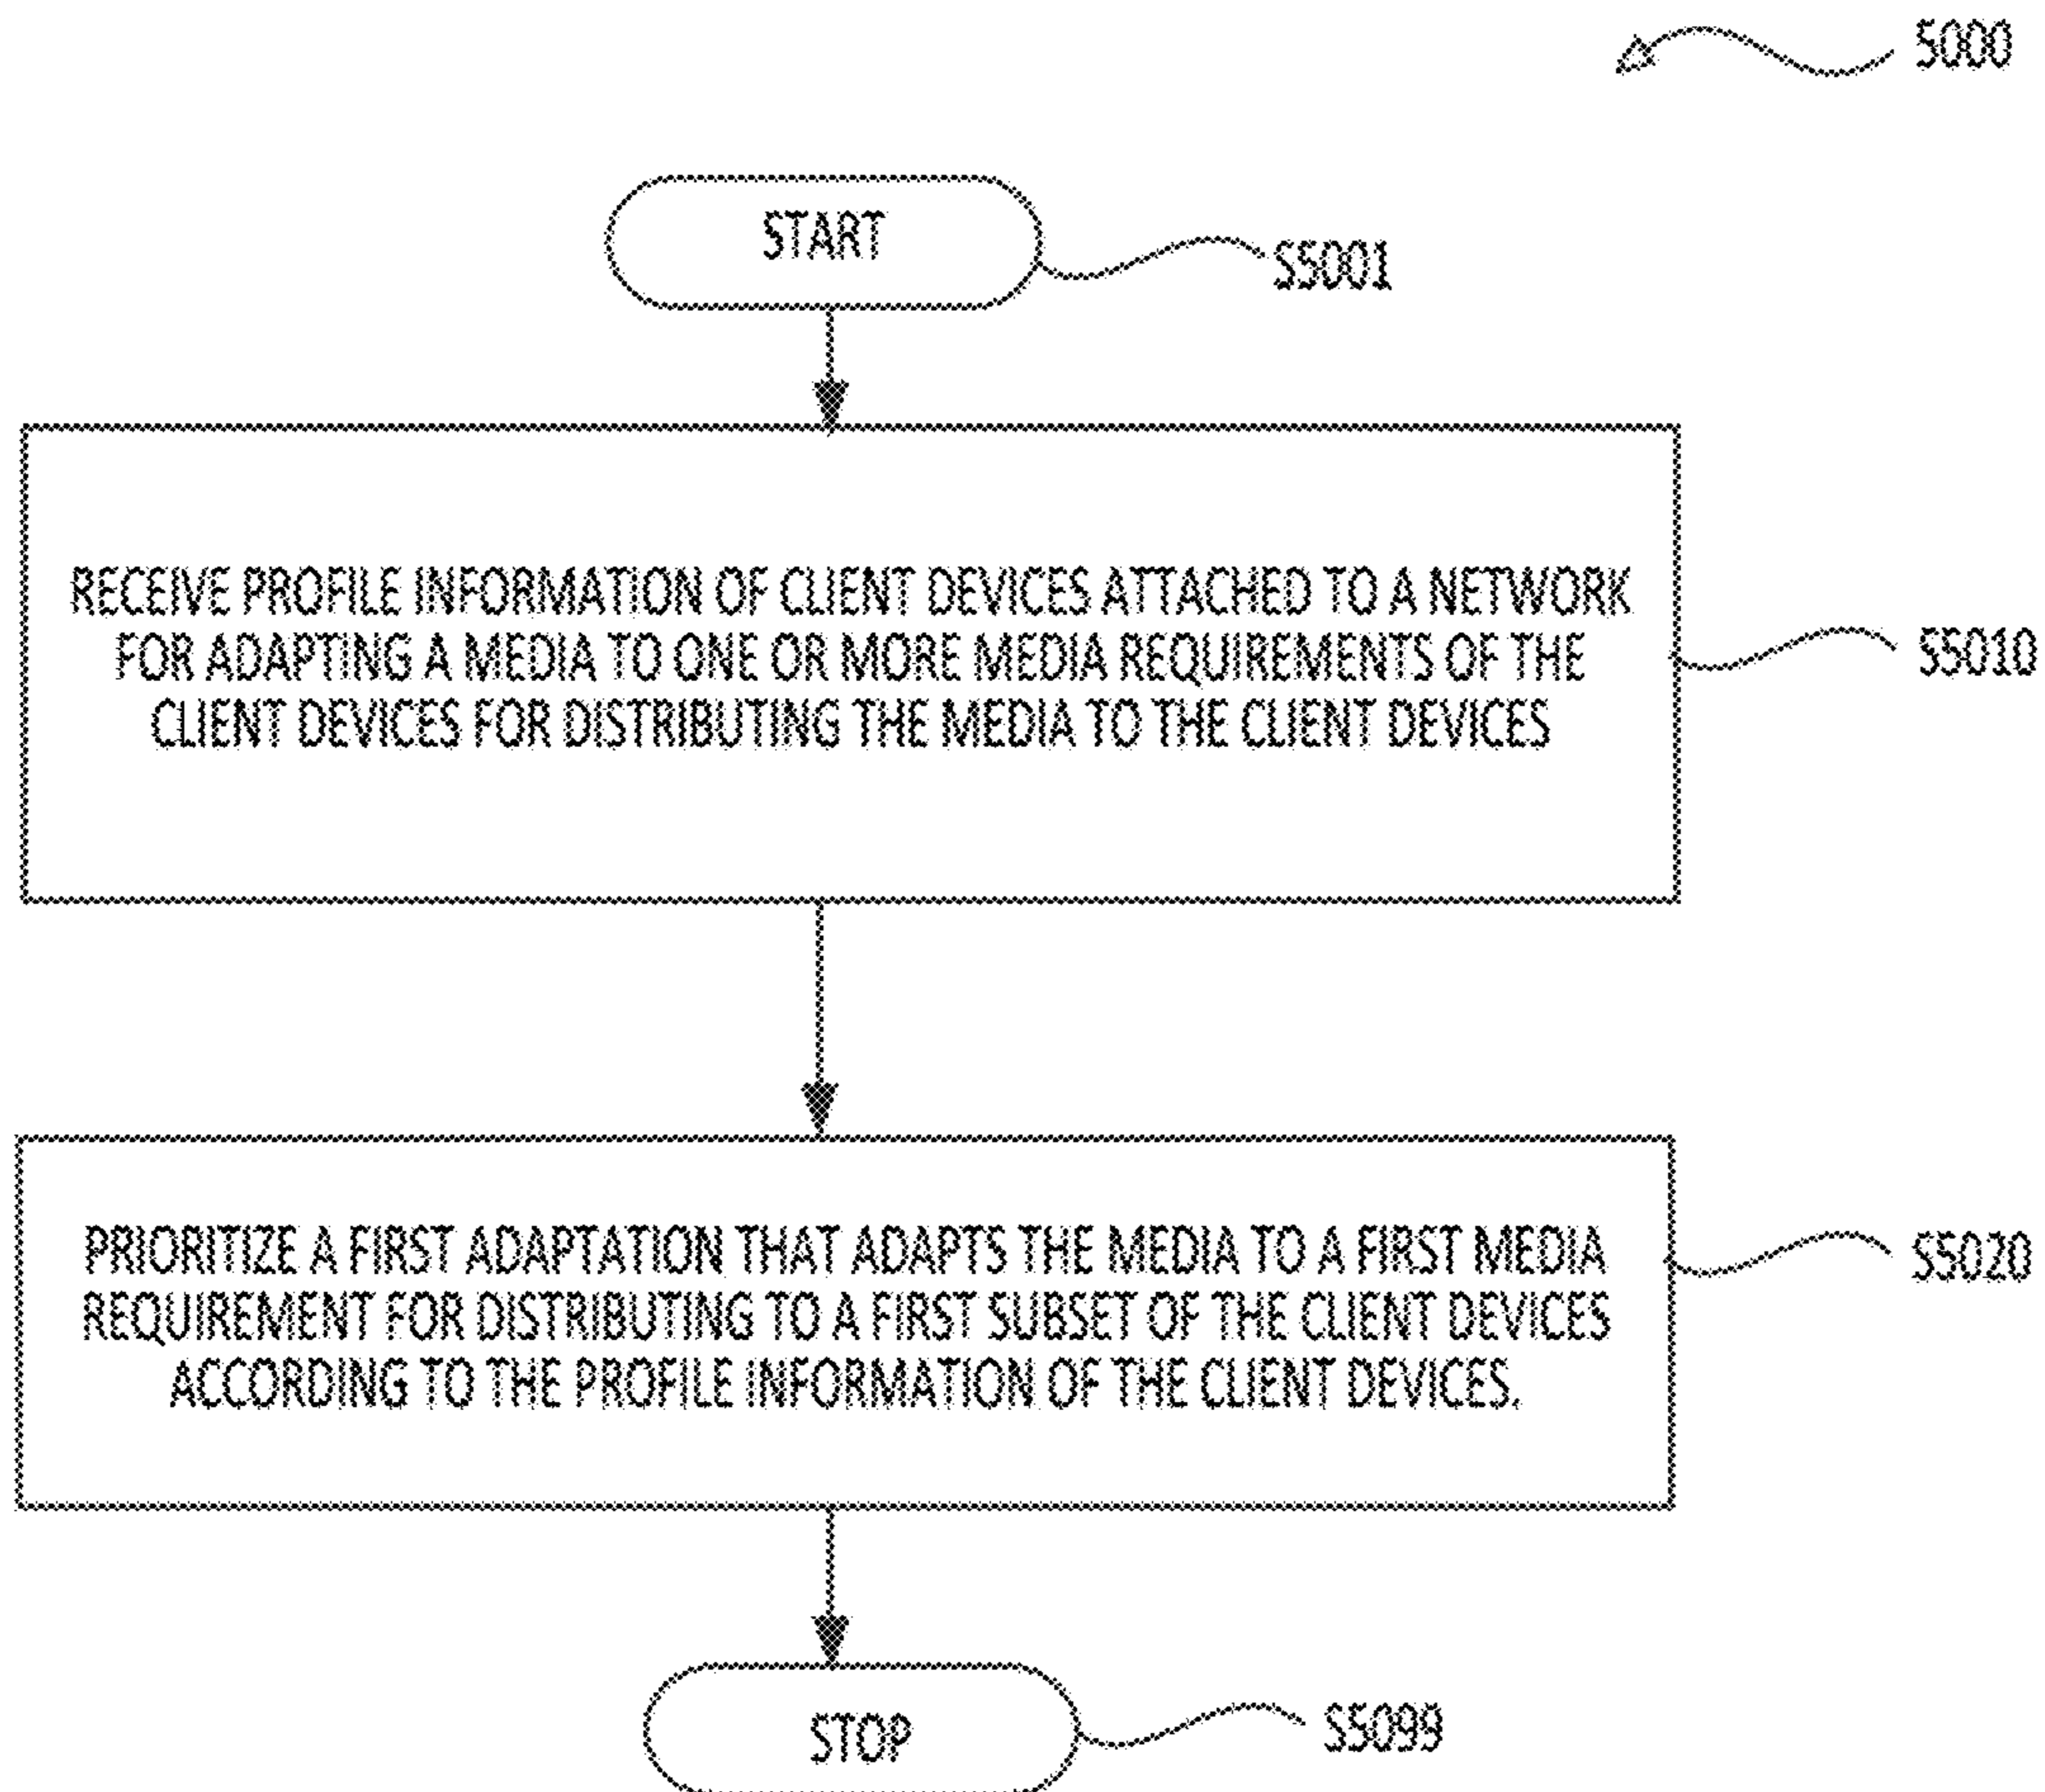 5000
START
S5001
RECEIVE PROFILE INFORMATION OF CLIENT DEVICES ATTACHED TO A NETWORK
FOR ADAPTING A MEDIA TO ONE OR MORE MEDIA REQUIREMENTS OF THE
CLIENT DEVICES FOR DISTRIBUTING THE MEDIA TO THE CLIENT DEVICES
S5010
PRIORITIZE A FIRST ADAPTATION THAT ADAPTS THE MEDIA TO A FIRST MEDIA
REQUIREMENT FOR DISTRIBUTING TO A FIRST SUBSET OF THE CLIENT DEVICES
ACCORDING TO THE PROFILE INFORMATION OF THE CLIENT DEVICES.
S5020
STOP
S5099